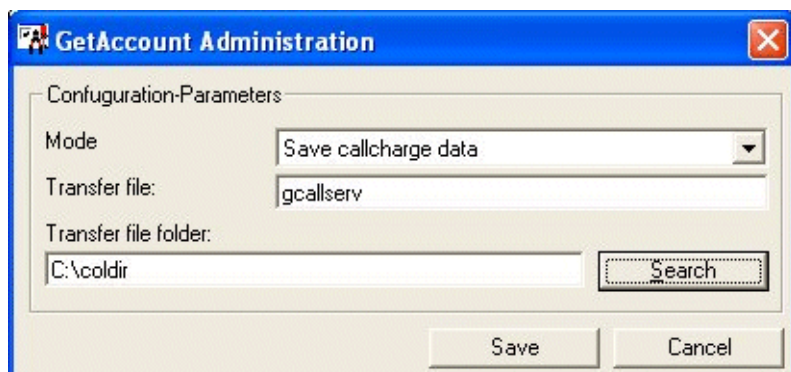 GetAccount Administration
Confuguration-Parameters
Mode
Save callcharge data
Transfer file:
gcallserv
Transfer file folder:
C:\coldir
Search
Save
Cancel